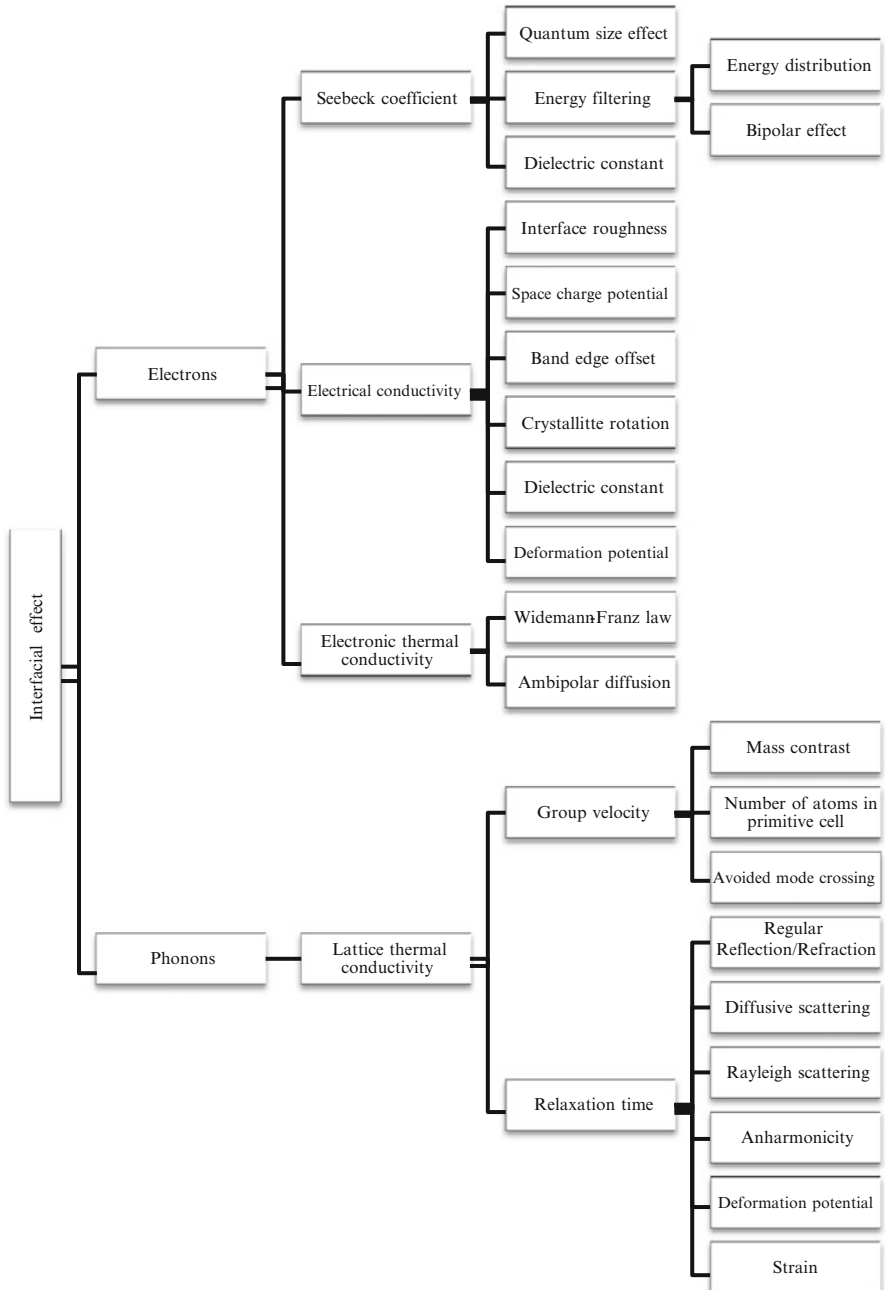 Interfacial effect
Electrons
Seebeck coefficient
Quantum size effect
Energy filtering
Energy distribution
Bipolar effect
Dielectric constant
Electrical conductivity
Interface roughness
Space charge potential
Band edge offset
Crystallitte rotation
Dielectric constant
Deformation potential
Electronic thermal
conductivity
Widemann-Franz law
Ambipolar diffusion
Phonons
Lattice thermal
conductivity
Group velocity
Mass contrast
Number of atoms in
primitive cell
Avoided mode crossing
Relaxation time
Regular
Reflection/Refraction
Diffusive scattering
Rayleigh scattering
Anharmonicity
Deformation potential
Strain